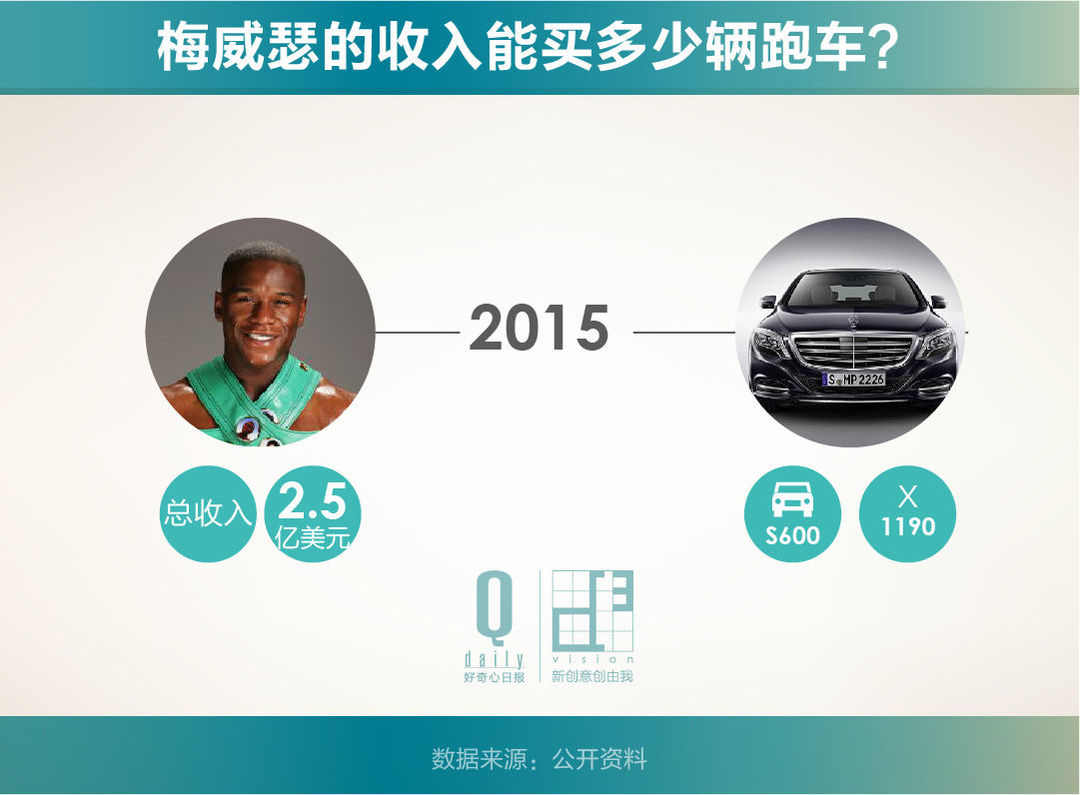 梅威瑟的收入能买多少辆跑车？
2015
S MP 2226
总收入
2.5
亿美元
S600
X
1190
Q
daily
好奇心日报
vision
新创意创由我
数据来源：公开资料